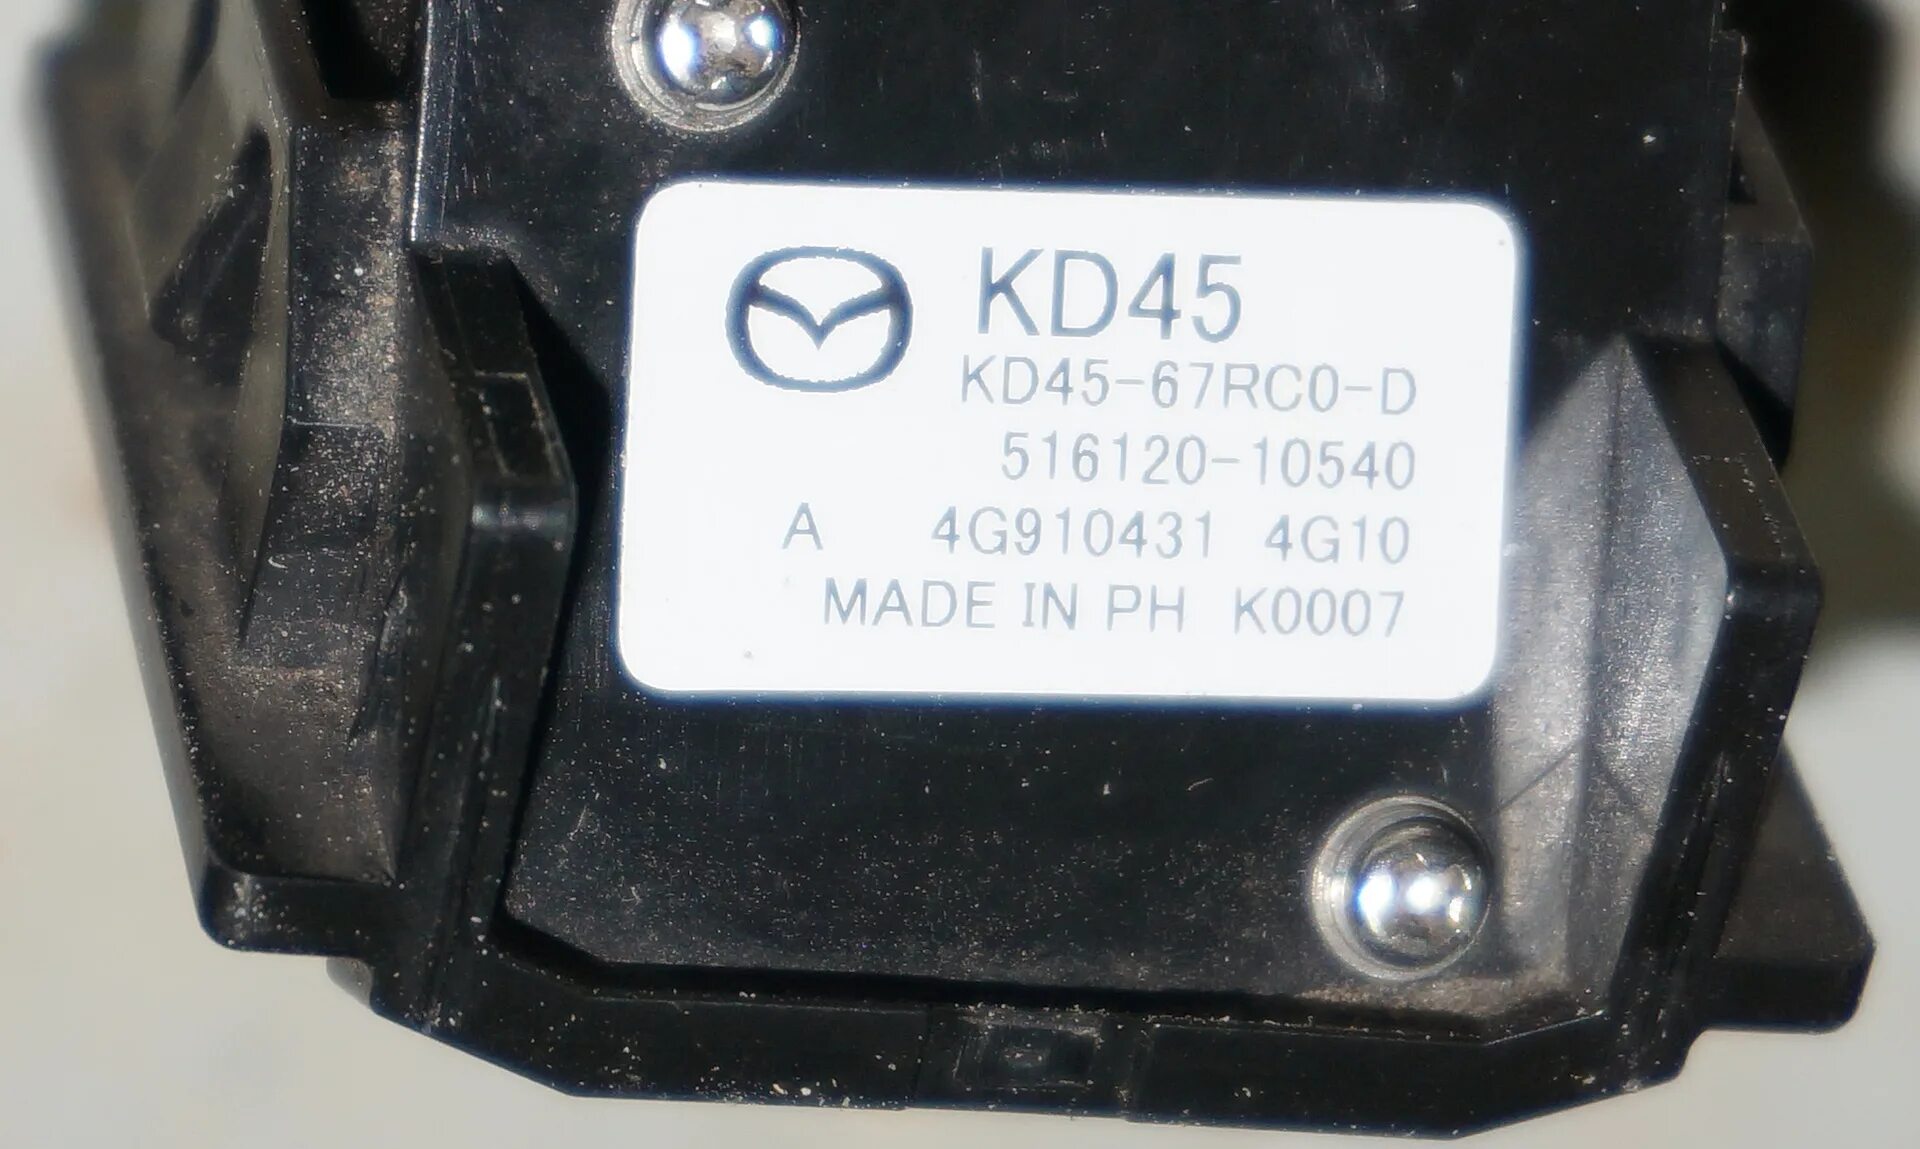 KD45
KD45-67RC0-D
516120-10540
A 4G910431 4G10
MADE IN PH K0007